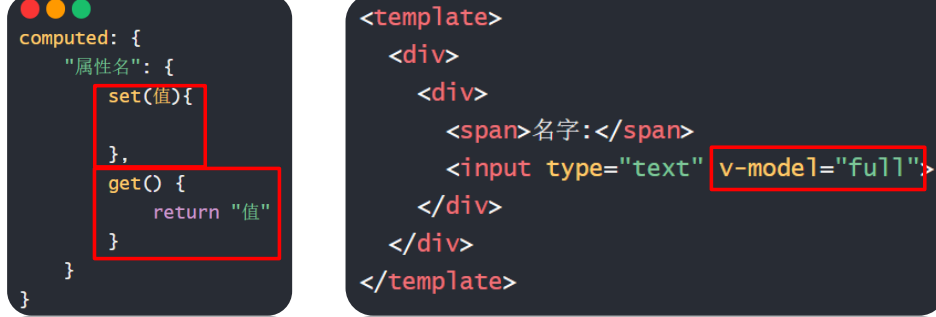 computed: {
"属性名": {
set(值){
},
get() {
return "值"
}
}
}
<template>
<div>
<div>
<span>名字:</span>
<input type="text" v-model="full">
</div>
</div>
</template>